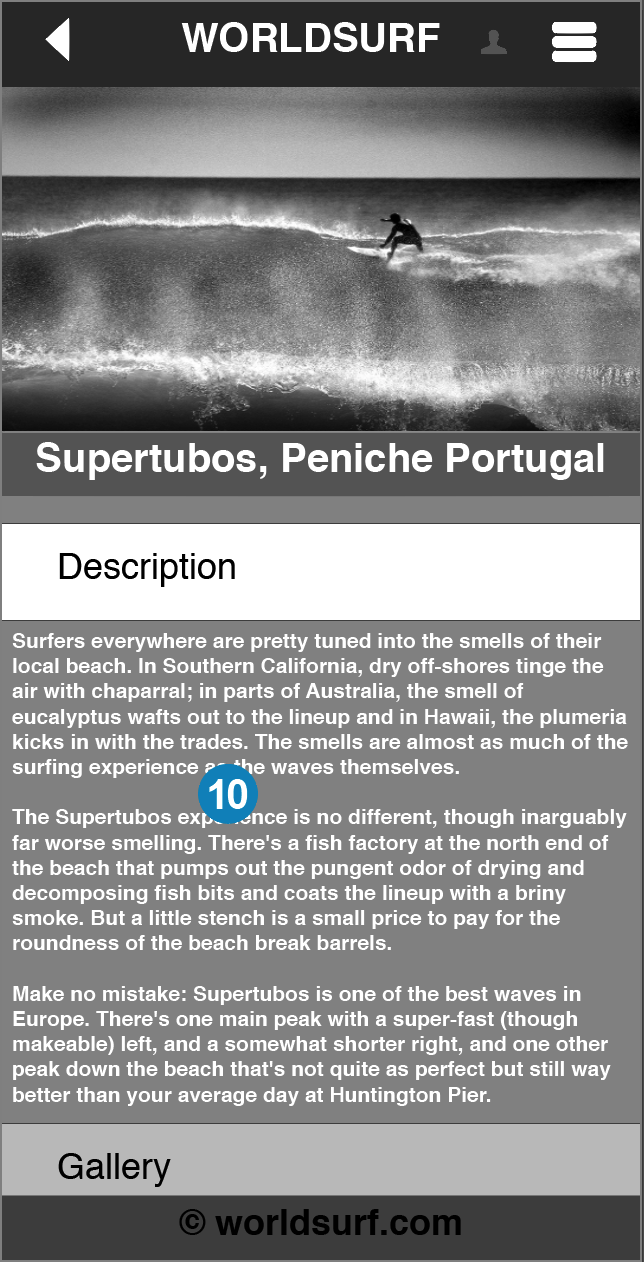 WORLDSURF
Supertubos, Peniche Portugal
Description
Surfers everywhere are pretty tuned into the smells of their
local beach. In Southern California, dry off-shores tinge the
air with chaparral; in parts of Australia, the smell of
eucalyptus wafts out to the lineup and in Hawaii, the plumeria
kicks in with the trades. The smells are almost as much of the
surfing experience as the waves themselves.
10
The Supertubos experience is no different, though inarguably
far worse smelling. There's a fish factory at the north end of
the beach that pumps out the pungent odor of drying and
decomposing fish bits and coats the lineup with a briny
smoke. But a little stench is a small price to pay for the
roundness of the beach break barrels.
Make no mistake: Supertubos is one of the best waves in
Europe. There's one main peak with a super-fast (though
makeable) left, and a somewhat shorter right, and one other
peak down the beach that's not quite as perfect but still way
better than your average day at Huntington Pier.
Gallery
© worldsurf.com